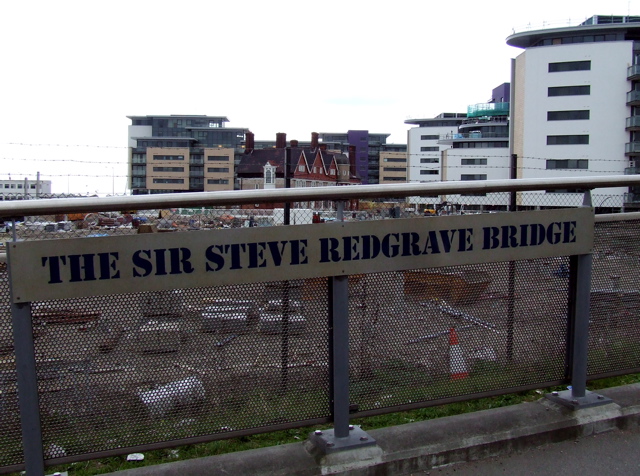 THE SIR STEVE REDGRAVE BRIDGE